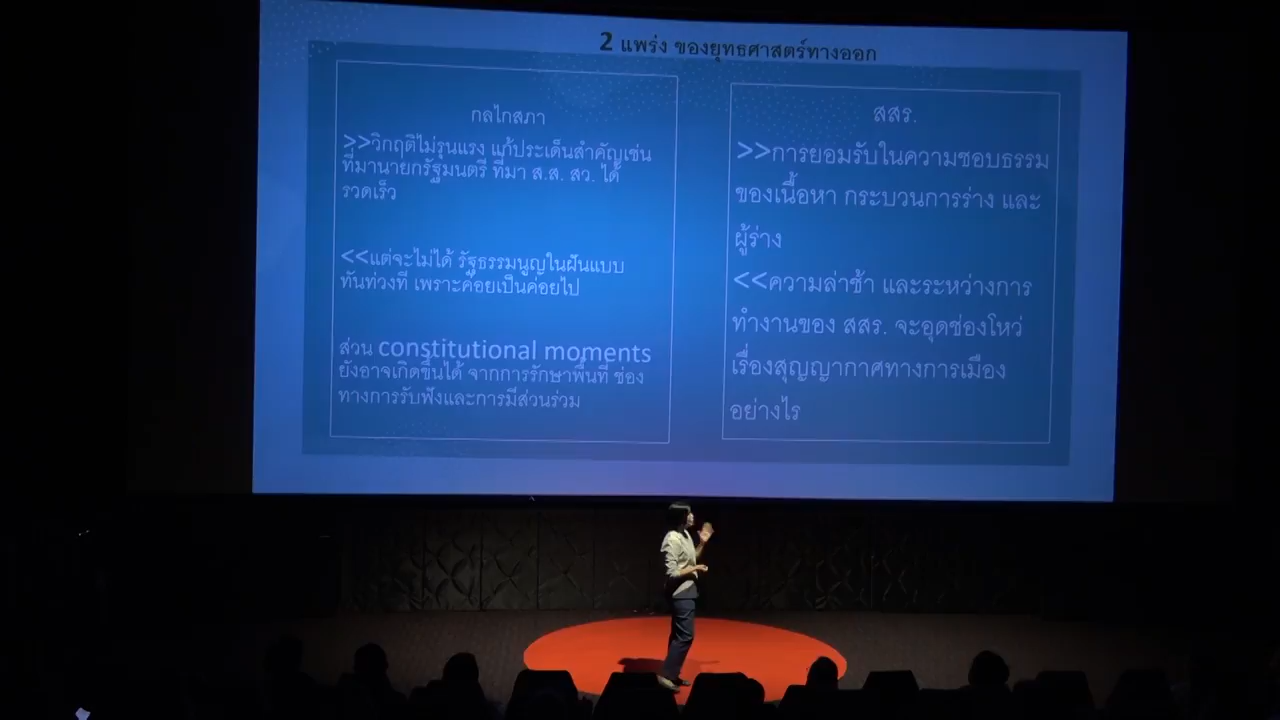 2 แพร่ง ของยุทธศาสตร์ทางออก
กลไกสภา
>>วิกฤติไม่รุนแรง แก้ประเด็นสำคัญเช่น
ที่มานายกรัฐมนตรี ที่มา ส.ส. สว. ได้
รวดเร็ว
<<แต่จะไม่ได้ รัฐธรรมนูญในฝันแบบ
ทันท่วงที เพราะค่อยเป็นค่อยไป
ส่วน constitutional moments
ยังอาจเกิดขึ้นได้ จากการรักษาพื้นที่ ช่อง
ทางการรับฟังและการมีส่วนร่วม
สสร.
>>การยอมรับในความชอบธรรม
ของเนื้อหา กระบวนการร่าง และ
ผู้ร่าง
<<ความล่าช้า และระหว่างการ
ทำงานของ สสร. จะอุดช่องโหว่
เรื่องสุญญากาศทางการเมือง
อย่างไร